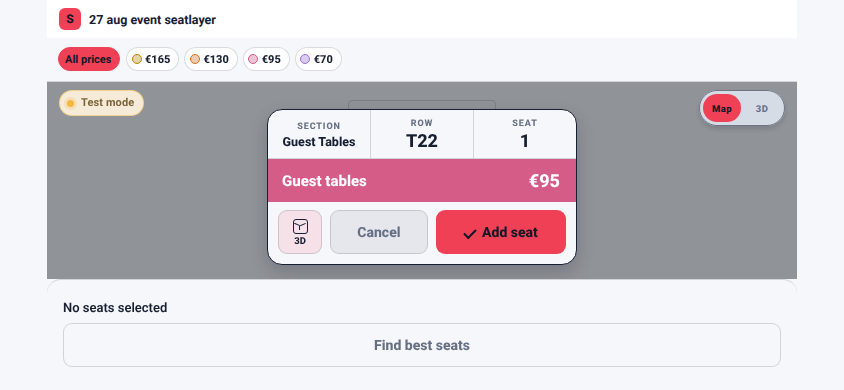 S 27 aug event seatlayer
All prices €165 €130 €95 €70
Test mode
Map 3D
SECTION ROW SEAT
Guest Tables T22 1
Guest tables €95
3D Cancel Add seat
No seats selected
Find best seats